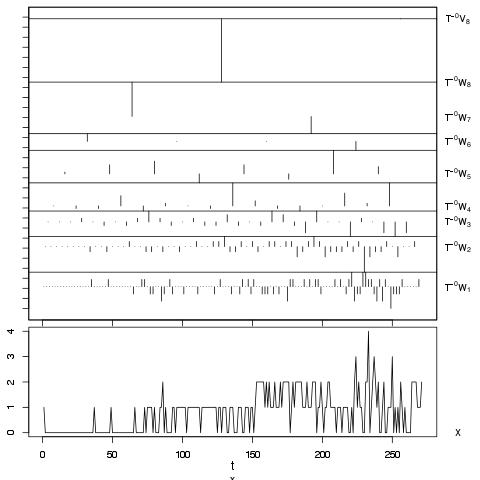 T⁻⁰V₈
T⁻⁰W₈
T⁻⁰W₇
T⁻⁰W₆
T⁻⁰W₅
T⁻⁰W₄
T⁻⁰W₃
T⁻⁰W₂
T⁻⁰W₁
4
3
2
1
0
X
0 50 100 150 200 250
t
x